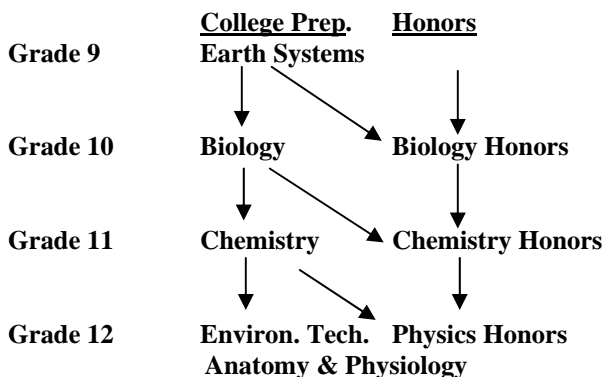 College Prep. Honors
Grade 9 Earth Systems
Grade 10 Biology Biology Honors
Grade 11 Chemistry Chemistry Honors
Grade 12 Environ. Tech. Physics Honors
Anatomy & Physiology